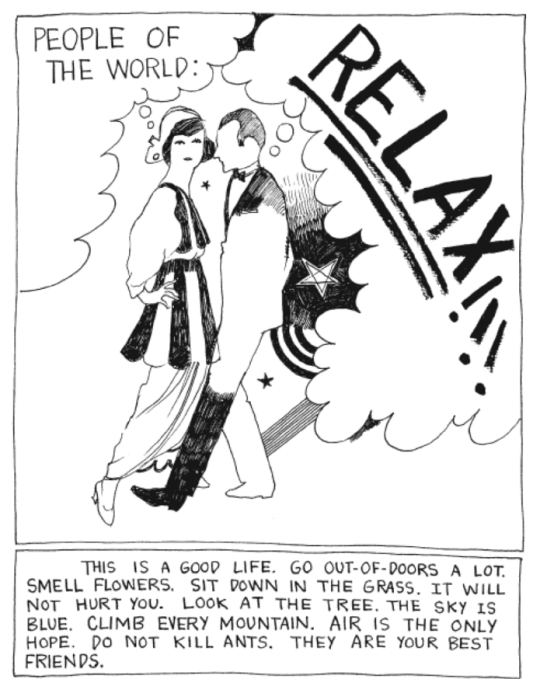 PEOPLE OF
THE WORLD:
RELAX!!!
THIS IS A GOOD LIFE. GO OUT-OF-DOORS A LOT.
SMELL FLOWERS. SIT DOWN IN THE GRASS. IT WILL
NOT HURT YOU. LOOK AT THE TREE. THE SKY IS
BLUE. CLIMB EVERY MOUNTAIN. AIR IS THE ONLY
HOPE. DO NOT KILL ANTS. THEY ARE YOUR BEST
FRIENDS.